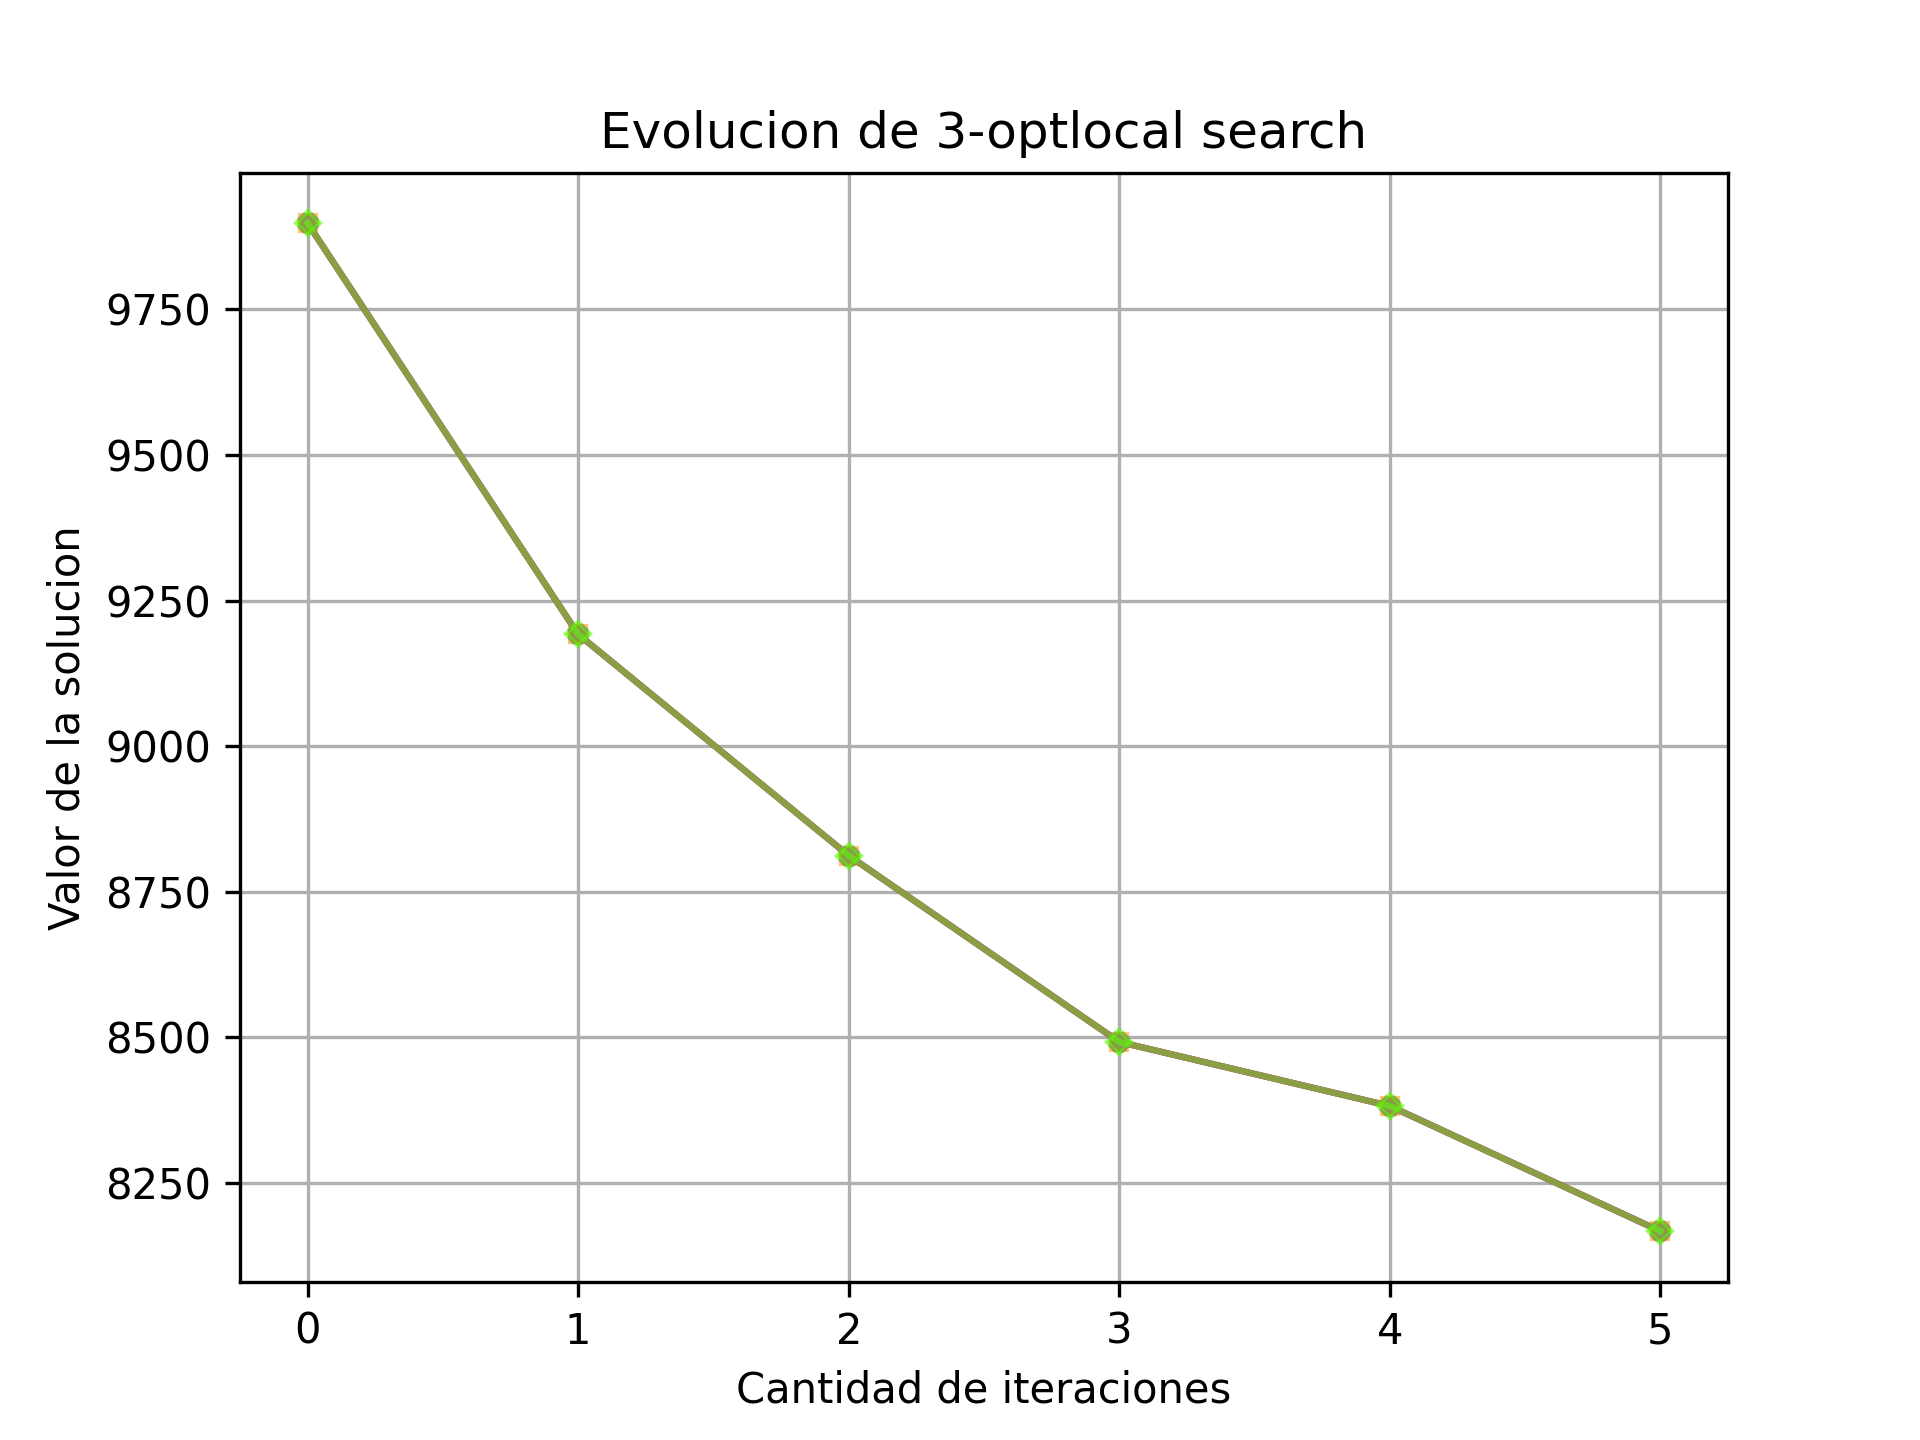 Evolucion de 3-optlocal search
Valor de la solucion
9750
9500
9250
9000
8750
8500
8250
0 1 2 3 4 5
Cantidad de iteraciones